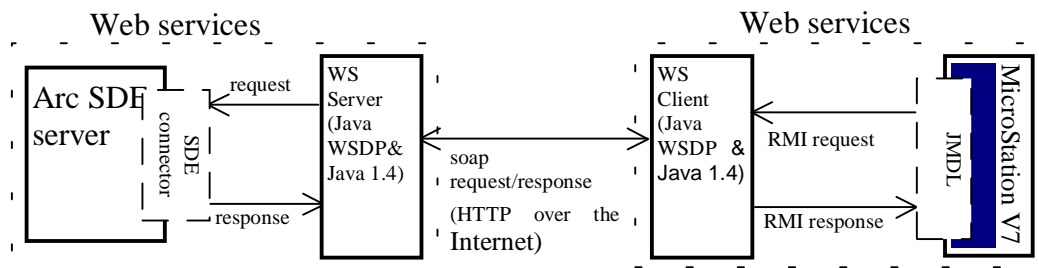 Web services
Web services
Arc SDE
server
SDE
connector
request
response
WS
Server
(Java
WSDP&
Java 1.4)
soap
request/response
(HTTP over the
Internet)
WS
Client
(Java
WSDP &
Java 1.4)
RMI request
RMI response
JMDL
MicroStation V7